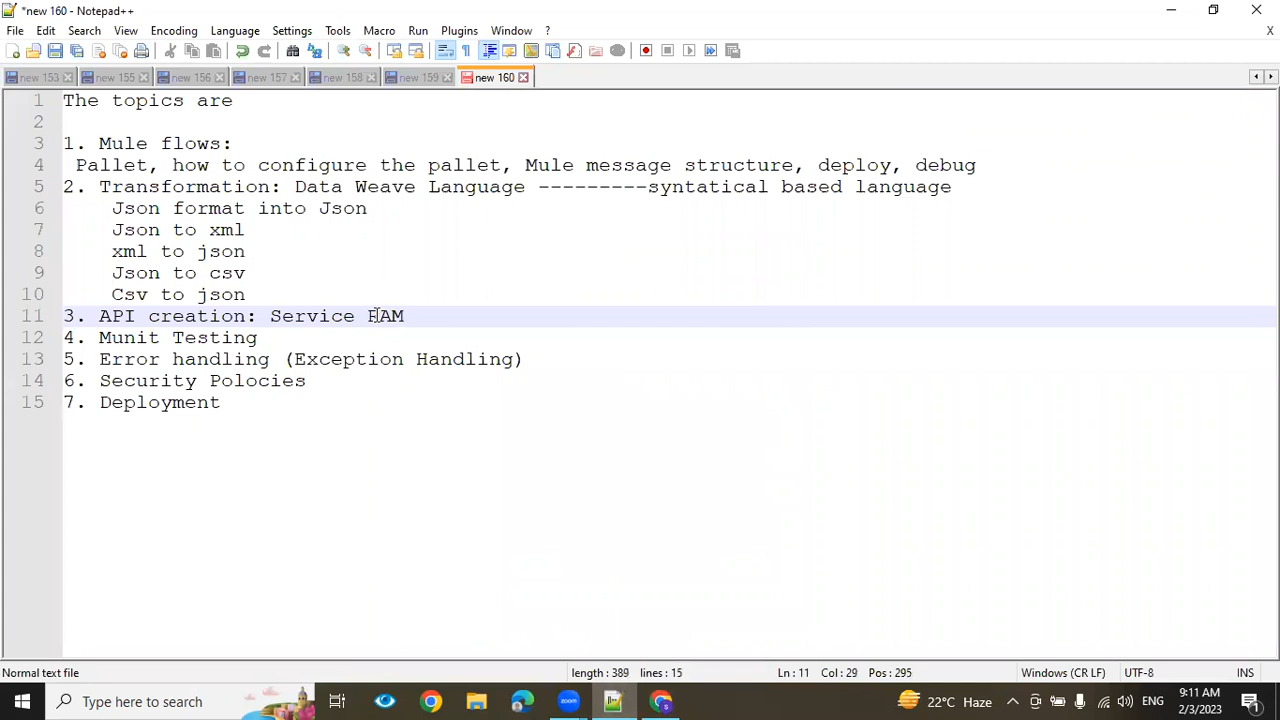 *new 160 - Notepad++
File Edit Search View Encoding Language Settings Tools Macro Run Plugins Window ? X
new 153 new 155 new 156 new 157 new 158 new 159 new 160
1 The topics are
2
3 1. Mule flows:
4 Pallet, how to configure the pallet, Mule message structure, deploy, debug
5 2. Transformation: Data Weave Language ---------syntatical based language
6 Json format into Json
7 Json to xml
8 xml to json
9 Json to csv
10 Csv to json
11 3. API creation: Service
12 4. Munit Testing
13 5. Error handling (Exception Handling)
14 6. Security Polocies
15 7. Deployment
Normal text file length : 389 lines : 15 Ln : 11 Col : 29 Pos : 295 Windows (CR LF) UTF-8 INS
Type here to search 22°C Haze ENG 9:11 AM
2/3/2023 1